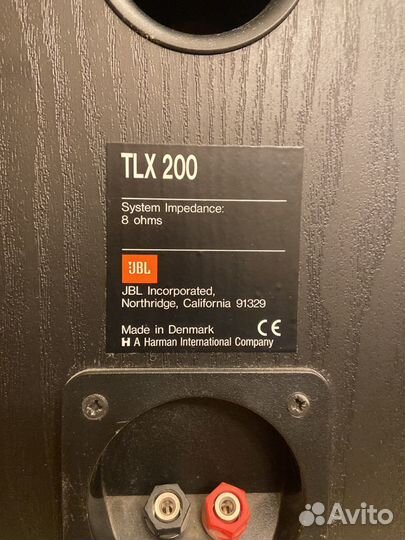 TLX 200
System Impedance:
8 ohms
JBL
JBL Incorporated,
Northridge, California 91329
Made in Denmark CE
H A Harman International Company
Avito